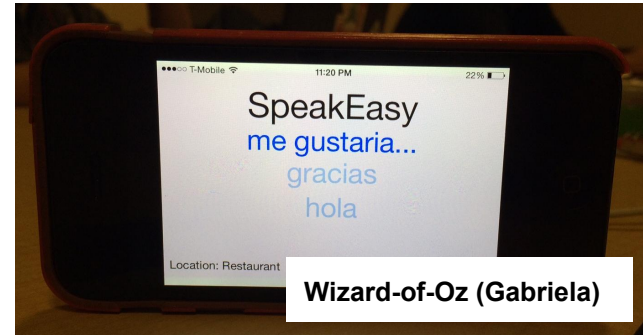 ●●●○○ T-Mobile 11:20 PM 22%
SpeakEasy
me gustaria...
gracias
hola
Location: Restaurant
Wizard-of-Oz (Gabriela)